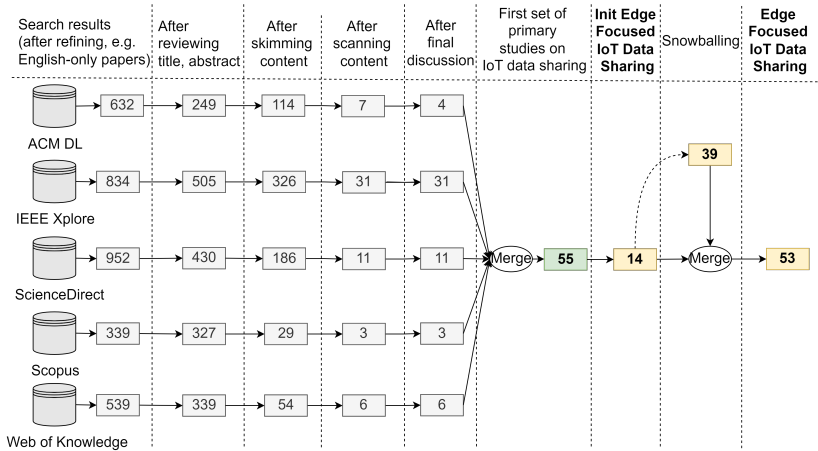 Search results
(after refining, e.g.
English-only papers)
After
reviewing
title, abstract
After
skimming
content
After
scanning
content
After
final
discussion
First set of
primary
studies on
IoT data sharing
Init Edge
Focused
IoT Data
Sharing
Snowballing
Edge
Focused
IoT Data
Sharing
632
249
114
7
4
ACM DL
39
834
505
326
31
31
IEEE Xplore
952
430
186
11
11
Merge
55
14
Merge
53
ScienceDirect
339
327
29
3
3
Scopus
539
339
54
6
6
Web of Knowledge